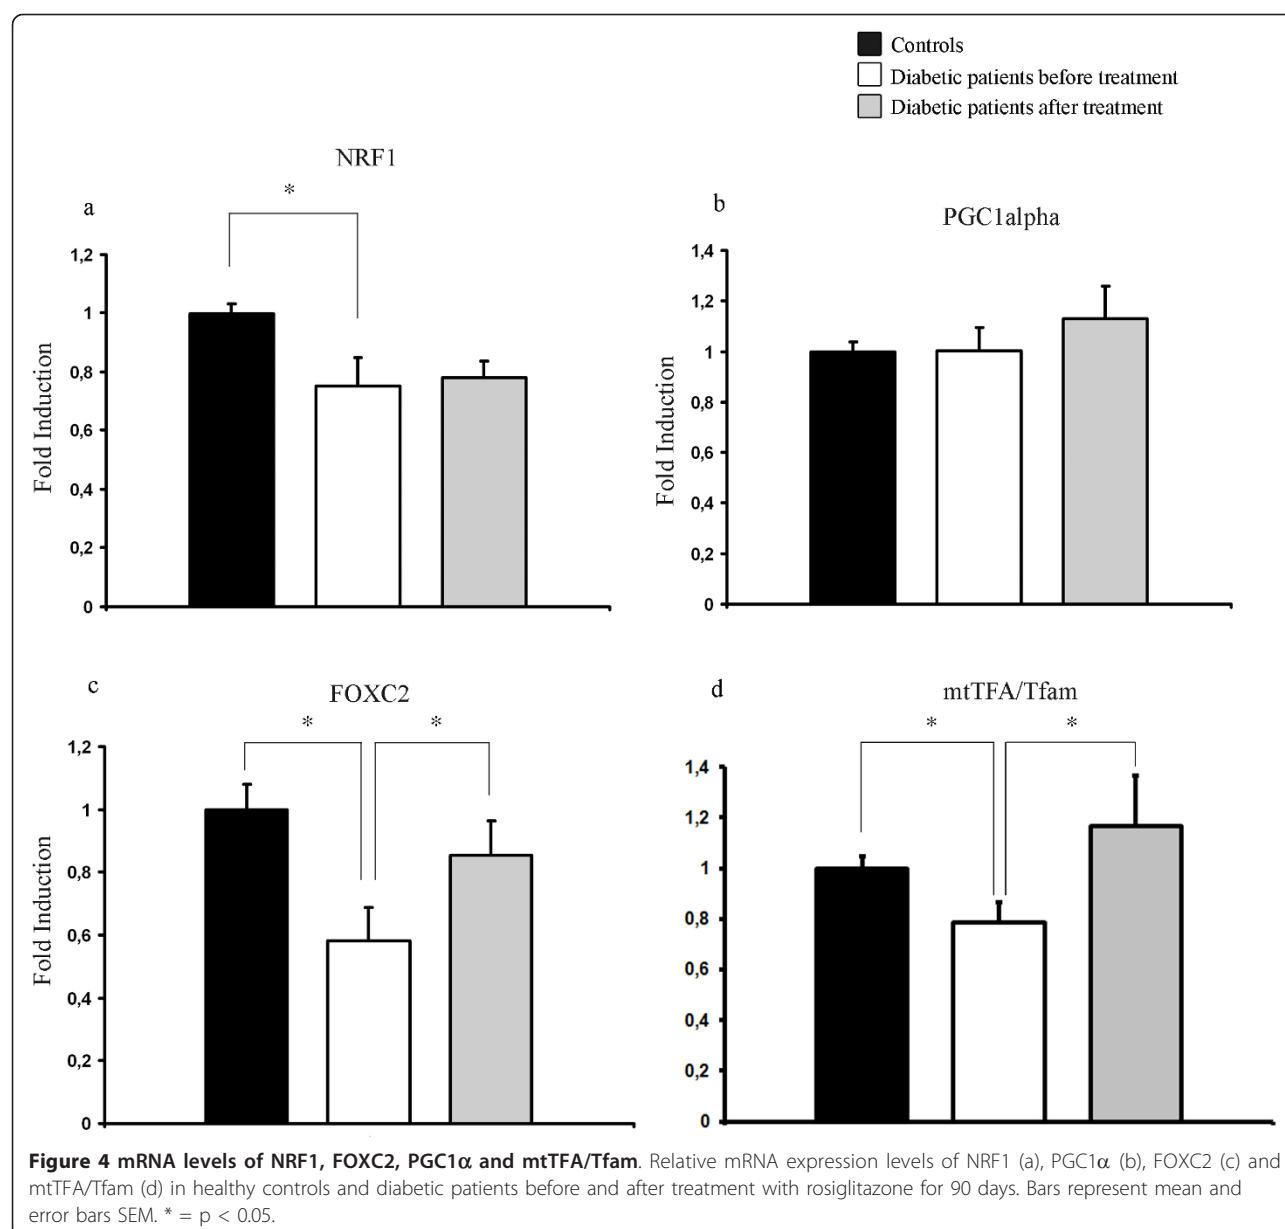 Controls
Diabetic patients before treatment
Diabetic patients after treatment
NRF1
a
*
Fold Induction
1,2
1
0,8
0,6
0,4
0,2
0
b
PGC1alpha
Fold Induction
1,4
1,2
1
0,8
0,6
0,4
0,2
0
c
FOXC2
* *
Fold Induction
1,2
1
0,8
0,6
0,4
0,2
0
d
mtTFA/Tfam
* *
1,4
1,2
1
0,8
0,6
0,4
0,2
0
Figure 4 mRNA levels of NRF1, FOXC2, PGC1α and mtTFA/Tfam. Relative mRNA expression levels of NRF1 (a), PGC1α (b), FOXC2 (c) and
mtTFA/Tfam (d) in healthy controls and diabetic patients before and after treatment with rosiglitazone for 90 days. Bars represent mean and
error bars SEM. * = p < 0.05.